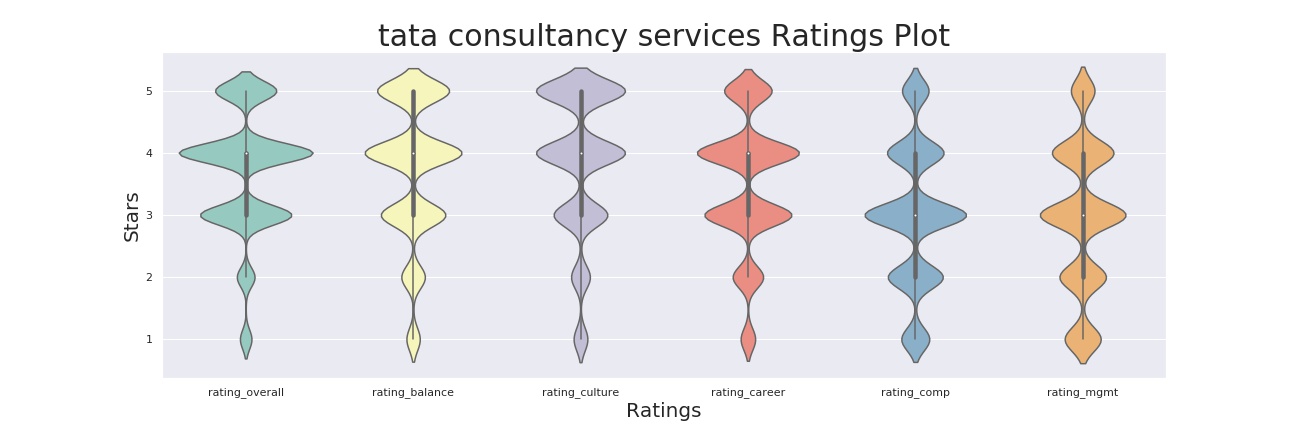 tata consultancy services Ratings Plot
Stars
5
4
3
2
1
rating_overall rating_balance rating_culture rating_career rating_comp rating_mgmt
Ratings